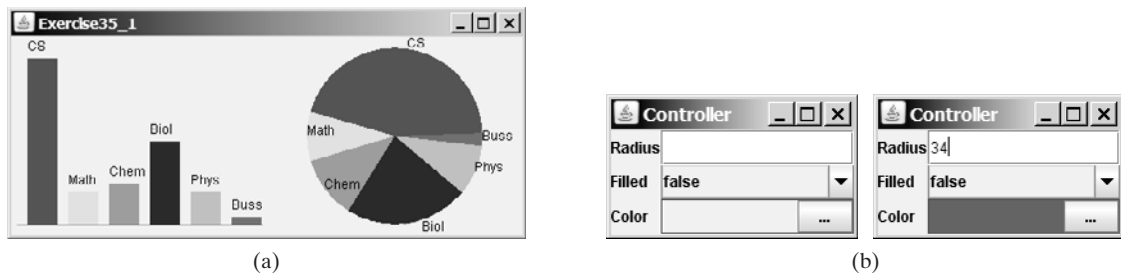 Exercise35_1
CS
Math
Chem
Biol
Phys
Buss
CS
Math
Chem
Biol
Phys
Buss
(a)
Controller
Radius
Filled false
Color ...
Controller
Radius 34
Filled false
Color ...
(b)